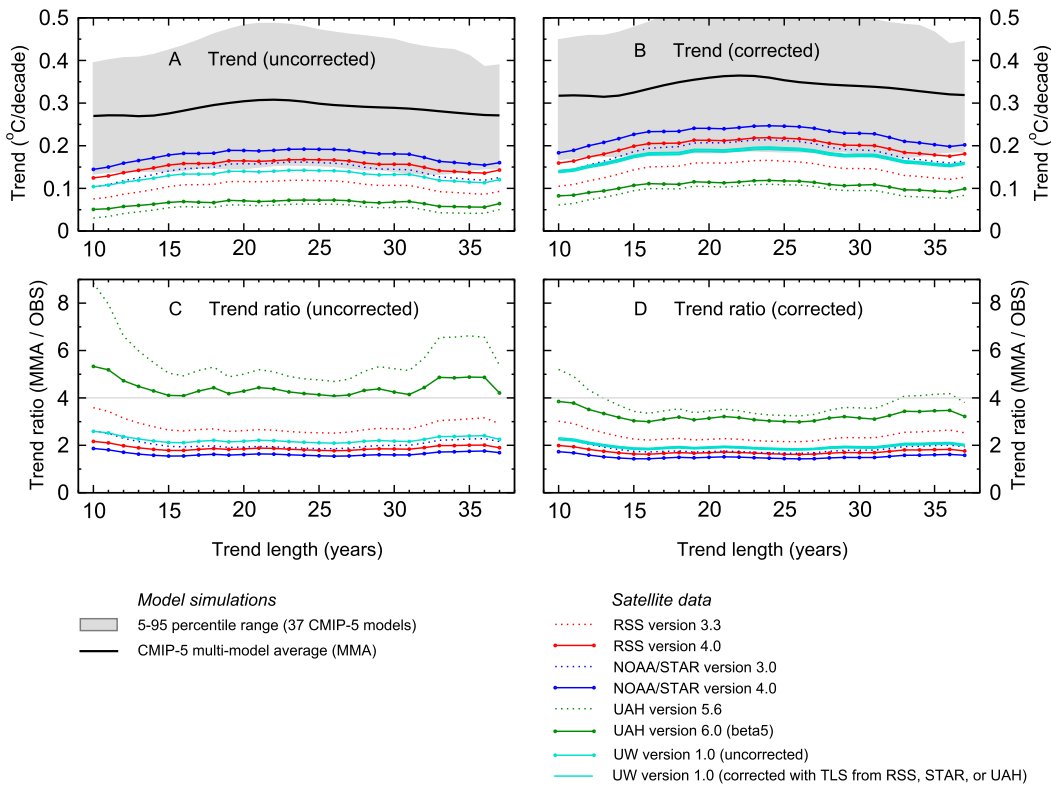 0.5
0.4
0.3
0.2
0.1
0
Trend (°C/decade)
A Trend (uncorrected)
10 15 20 25 30 35
B Trend (corrected)
10 15 20 25 30 35
0.5
0.4
0.3
0.2
0.1
0
Trend (°C/decade)
8
6
4
2
0
Trend ratio (MMA / OBS)
C Trend ratio (uncorrected)
10 15 20 25 30 35
Trend length (years)
D Trend ratio (corrected)
10 15 20 25 30 35
Trend length (years)
8
6
4
2
0
Trend ratio (MMA / OBS)
Model simulations
5-95 percentile range (37 CMIP-5 models)
CMIP-5 multi-model average (MMA)
Satellite data
RSS version 3.3
RSS version 4.0
NOAA/STAR version 3.0
NOAA/STAR version 4.0
UAH version 5.6
UAH version 6.0 (beta5)
UW version 1.0 (uncorrected)
UW version 1.0 (corrected with TLS from RSS, STAR, or UAH)